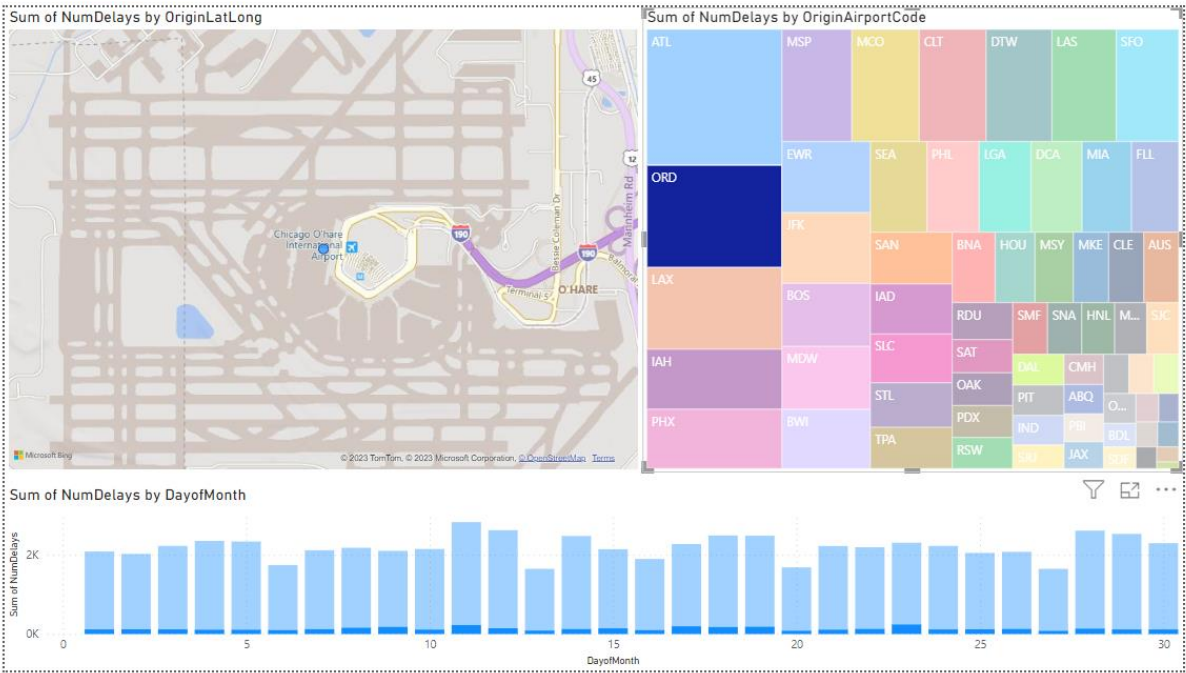 Sum of NumDelays by OriginLatLong
45
12
Mannheim Rd
Bessie Coleman Dr
Chicago O'hare
International
Airport
190
190
Balmoral
Terminal 5
O'HARE
Microsoft Bing
© 2023 TomTom, © 2023 Microsoft Corporation, © OpenStreetMap Terms
Sum of NumDelays by OriginAirportCode
ATL MSP MCO CLT DTW LAS SFO
EWR SEA PHL LGA DCA MIA FLL
ORD
JFK
SAN BNA HOU MSY MKE CLE AUS
LAX
BOS IAD
RDU SMF SNA HNL M... SJC
SLC SAT
IAH MDW DAL CMH
STL OAK PIT ABQ O...
PHX BWI PDX IND PBI BDL
TPA RSW JAX
Sum of NumDelays by DayofMonth
Sum of NumDelays
2K
0K
0 5 10 15 20 25 30
DayofMonth